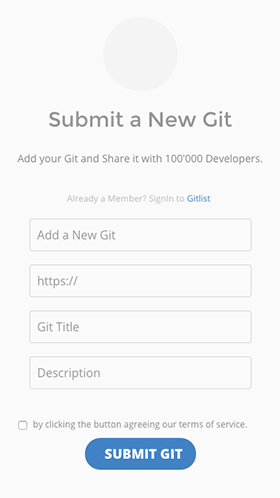 Submit a New Git
Add your Git and Share it with 100'000 Developers.
Already a Member? SignIn to Gitlist
Add a New Git
https://
Git Title
Description
by clicking the button agreeing our terms of service.
SUBMIT GIT